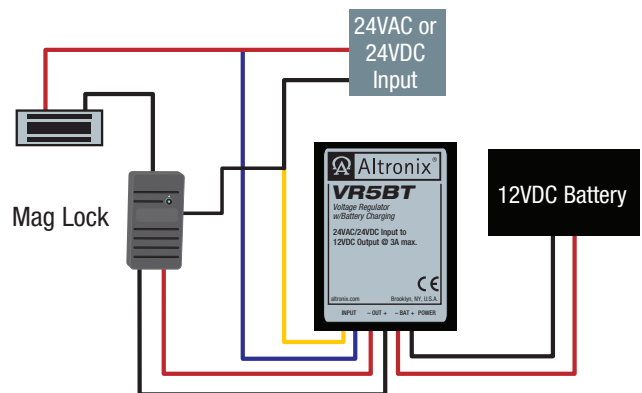 24VAC or
24VDC
Input
Altronix®
VR5BT
Voltage Regulator
w/Battery Charging
24VAC/24VDC Input to
12VDC Output @ 3A max.
CE
altronix.com Brooklyn, NY, U.S.A.
INPUT – OUT + – BAT + POWER
12VDC Battery
Mag Lock